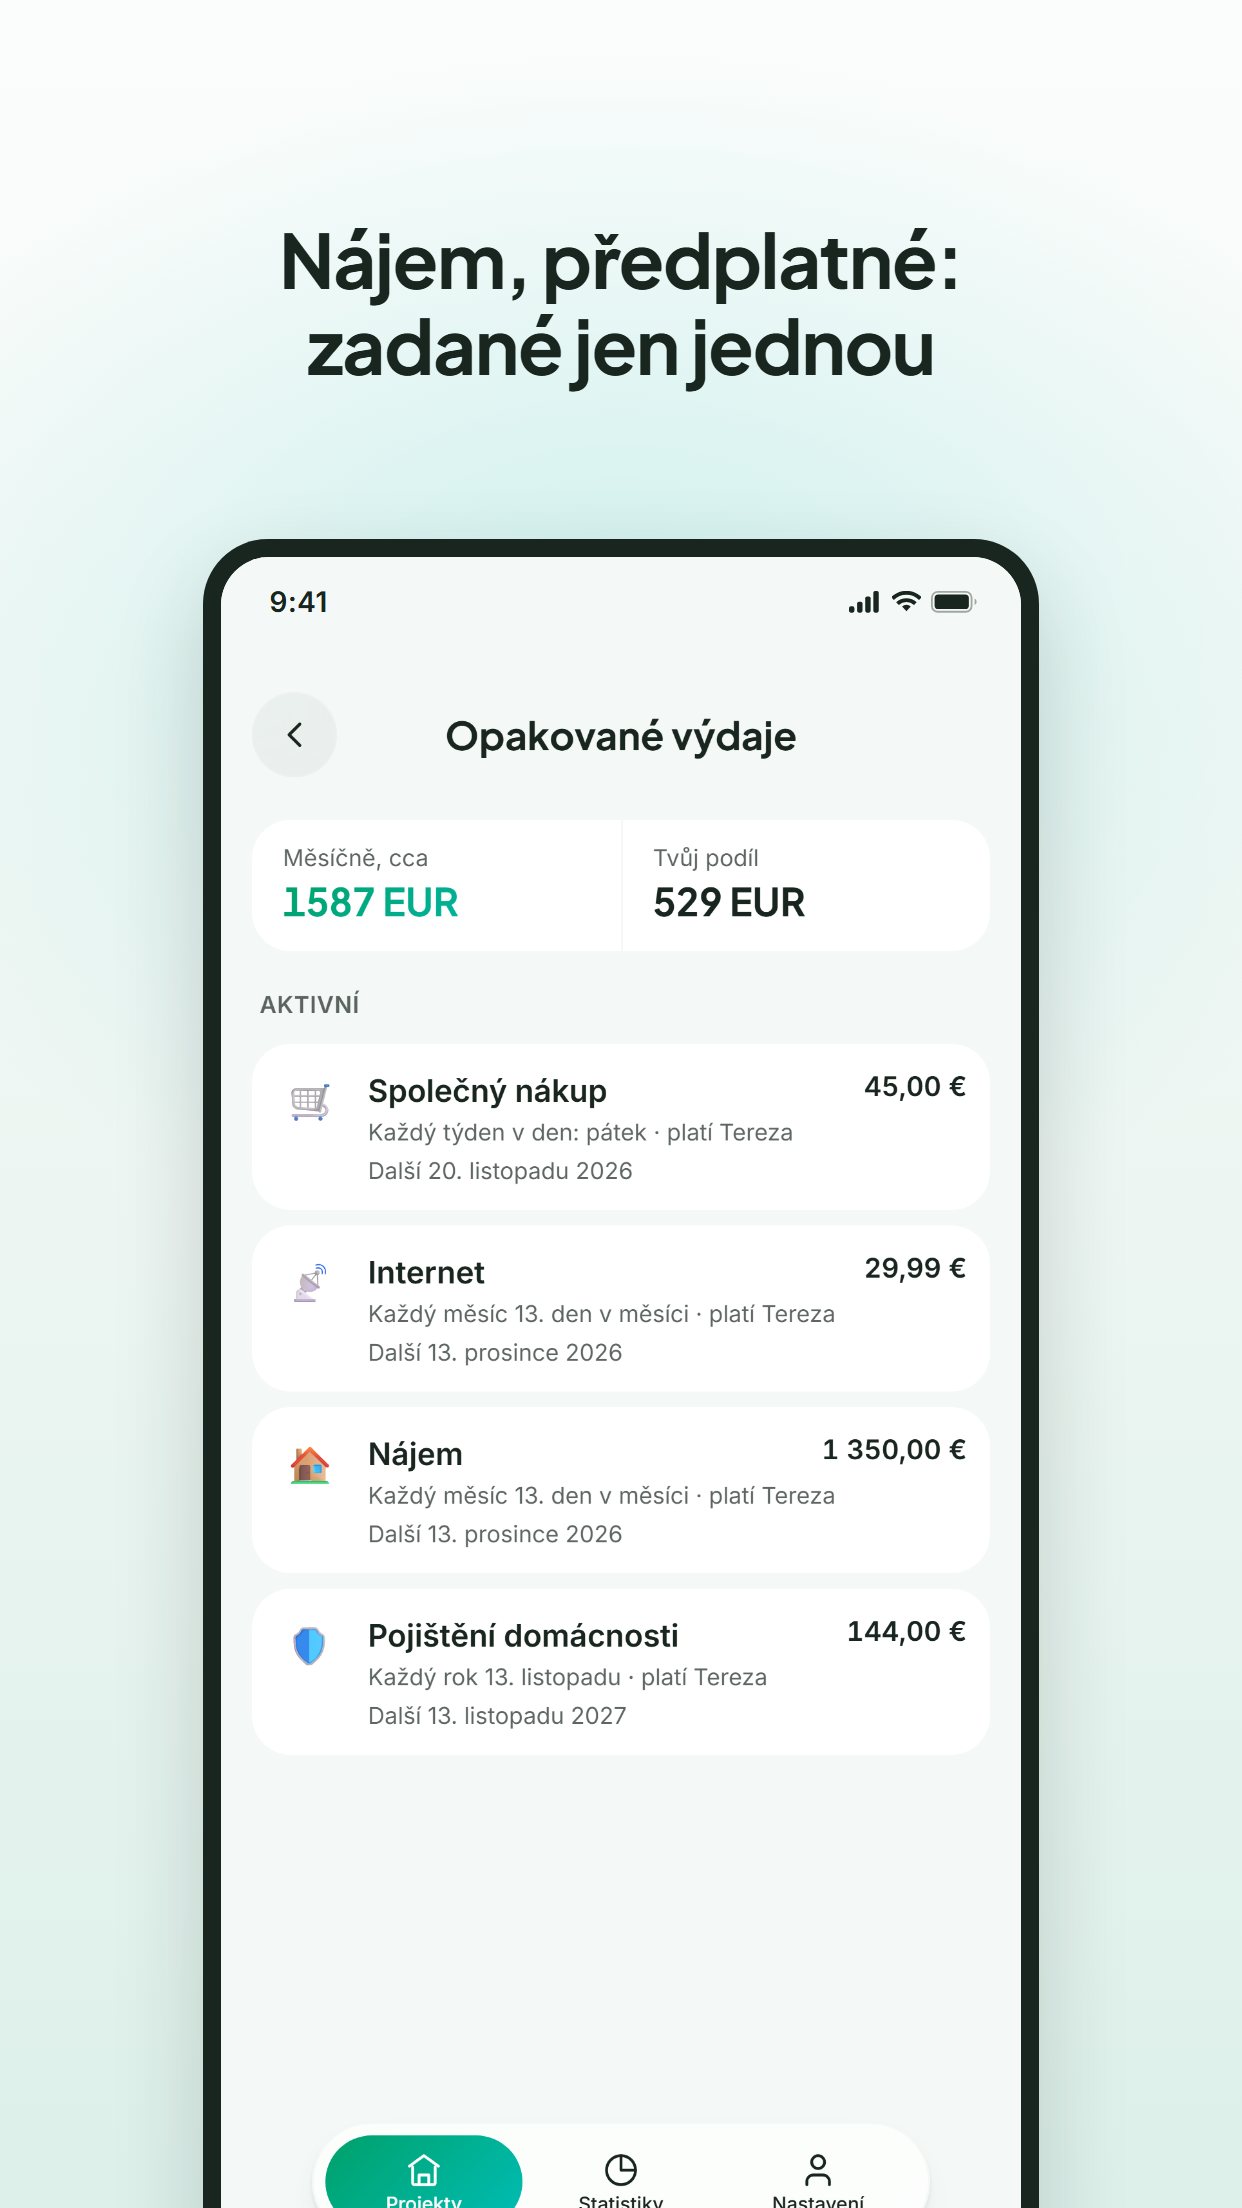 Nájem, předplatné:
zadané jen jednou
9:41
Opakované výdaje
Měsíčně, cca
1587 EUR
Tvůj podíl
529 EUR
AKTIVNÍ
Společný nákup
45,00 €
Každý týden v den: pátek · platí Tereza
Další 20. listopadu 2026
Internet
29,99 €
Každý měsíc 13. den v měsíci · platí Tereza
Další 13. prosince 2026
Nájem
1 350,00 €
Každý měsíc 13. den v měsíci · platí Tereza
Další 13. prosince 2026
Pojištění domácnosti
144,00 €
Každý rok 13. listopadu · platí Tereza
Další 13. listopadu 2027
Projekty
Statistiky
Nastavení